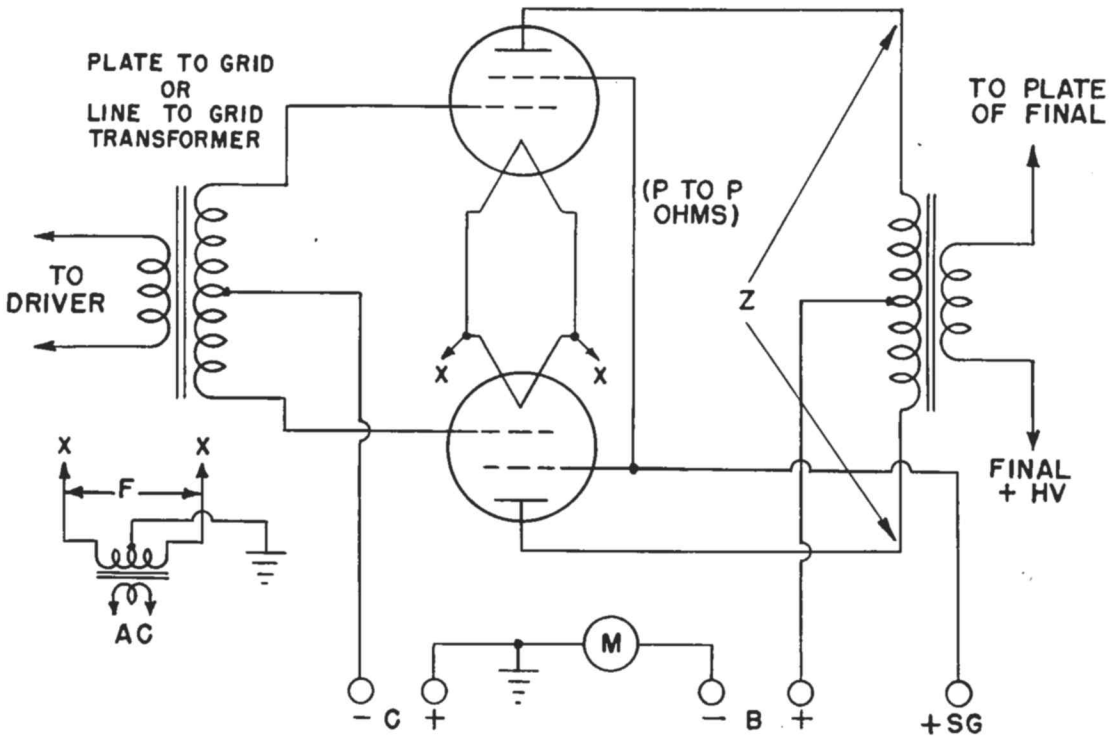 PLATE TO GRID
OR
LINE TO GRID
TRANSFORMER
TO PLATE
OF FINAL
(P TO P
OHMS)
TO
DRIVER
Z
X
X
X
X
F
FINAL
+ HV
AC
M
- C +
- B +
+ SG